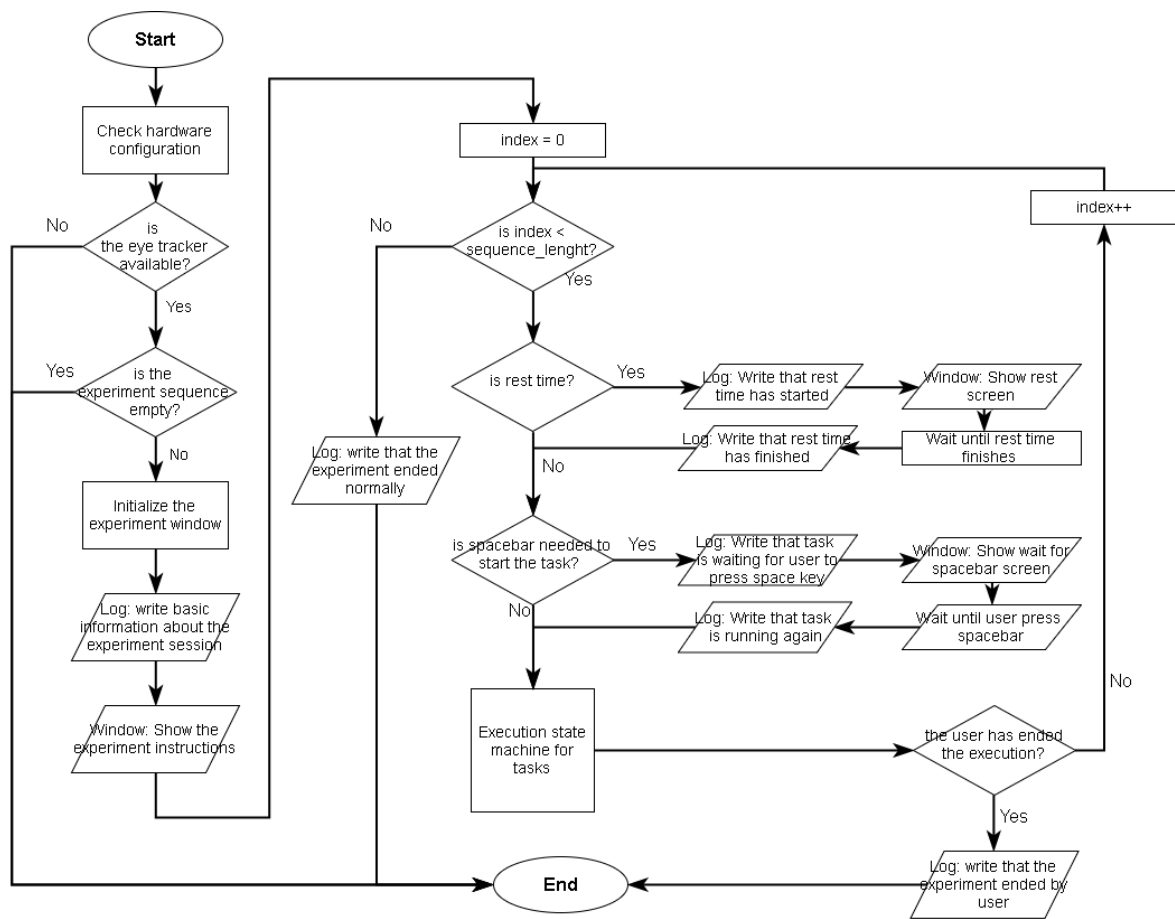 Start
Check hardware
configuration
No
is
the eye tracker
available?
Yes
Yes
is the
experiment sequence
empty?
No
Initialize the
experiment window
Log: write basic
information about the
experiment session
Window: Show the
experiment instructions
index = 0
No
is index <
sequence_lenght?
Yes
index++
is rest time?
Yes
Log: Write that rest
time has started
Window: Show rest
screen
Wait until rest time
finishes
Log: Write that rest time
has finished
No
Log: write that the
experiment ended
normally
is spacebar needed to
start the task?
Yes
Log: Write that task
is waiting for user to
press space key
Window: Show wait for
spacebar screen
Wait until user press
spacebar
Log: Write that task
is running again
No
Execution state
machine for
tasks
the user has ended
the execution?
No
Yes
Log: write that the
experiment ended by
user
End